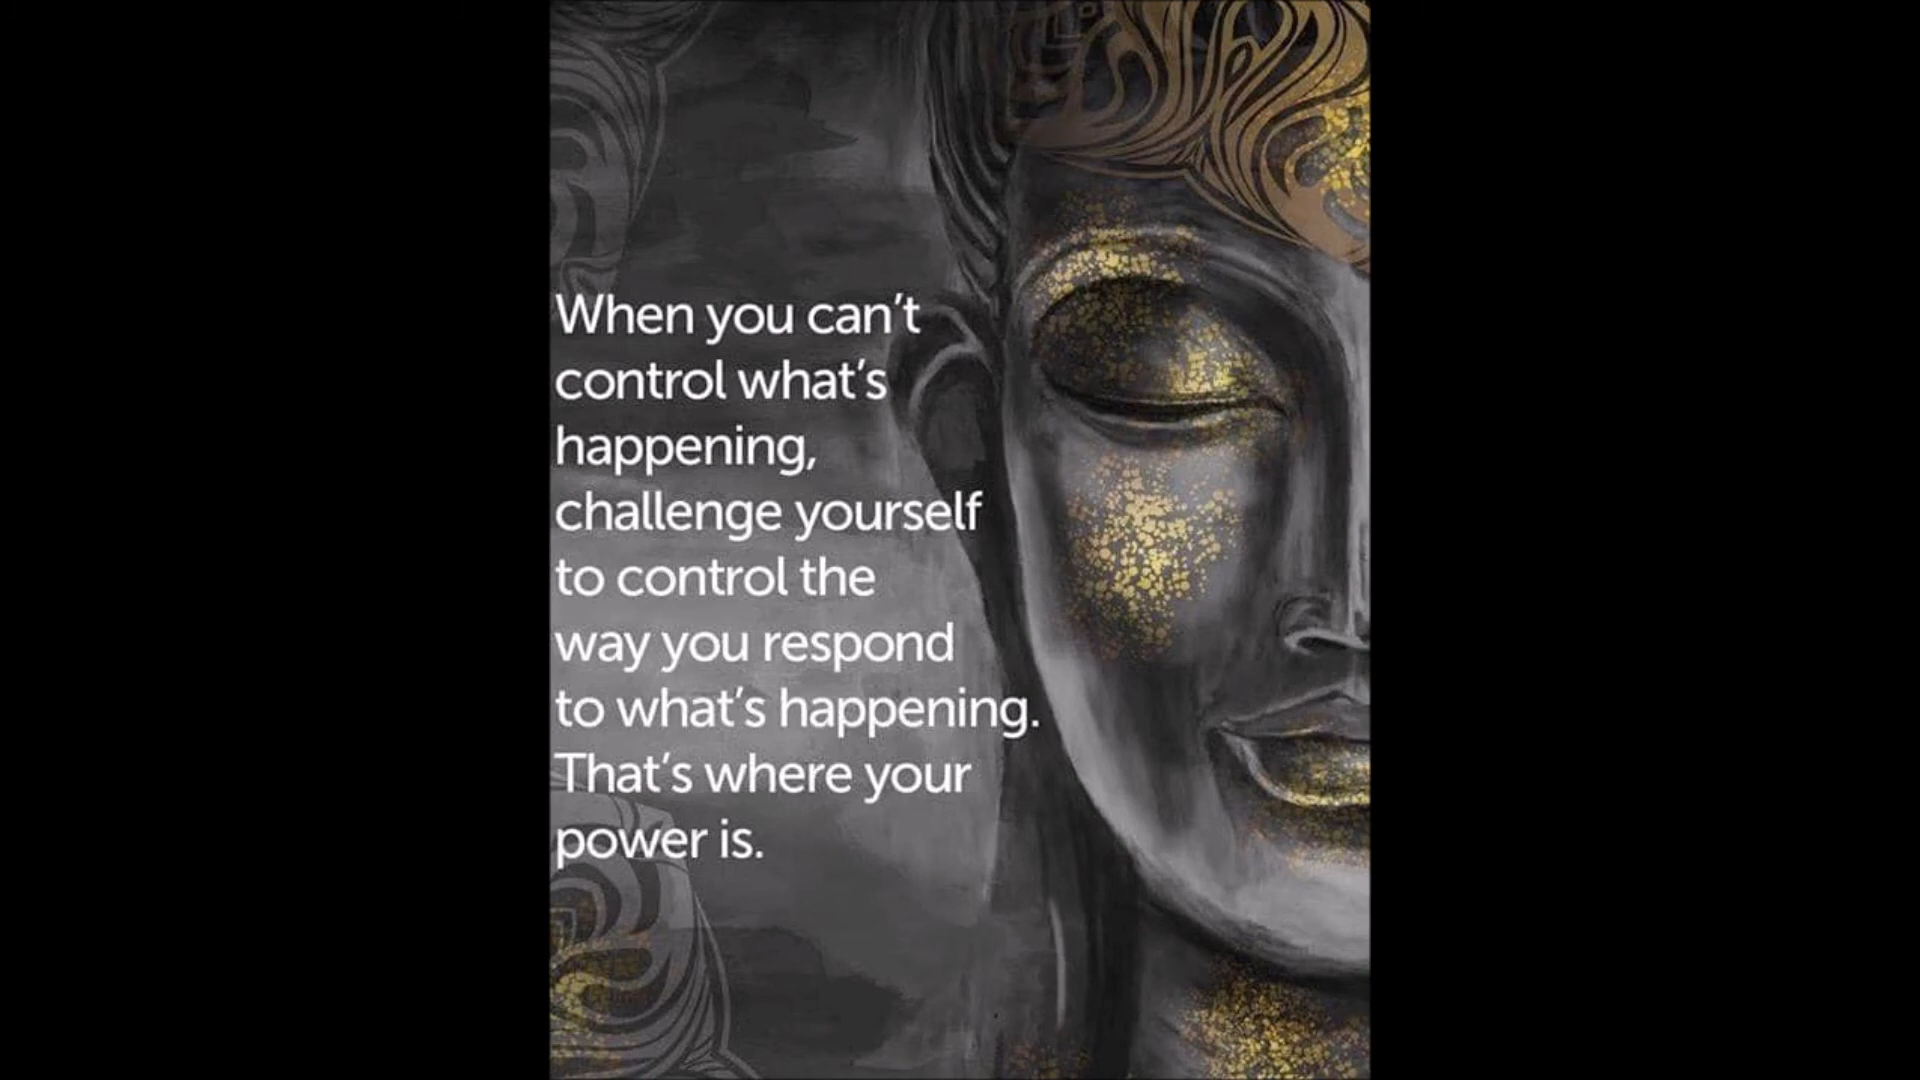 When you can’t
control what’s
happening,
challenge yourself
to control the
way you respond
to what’s happening.
That’s where your
power is.